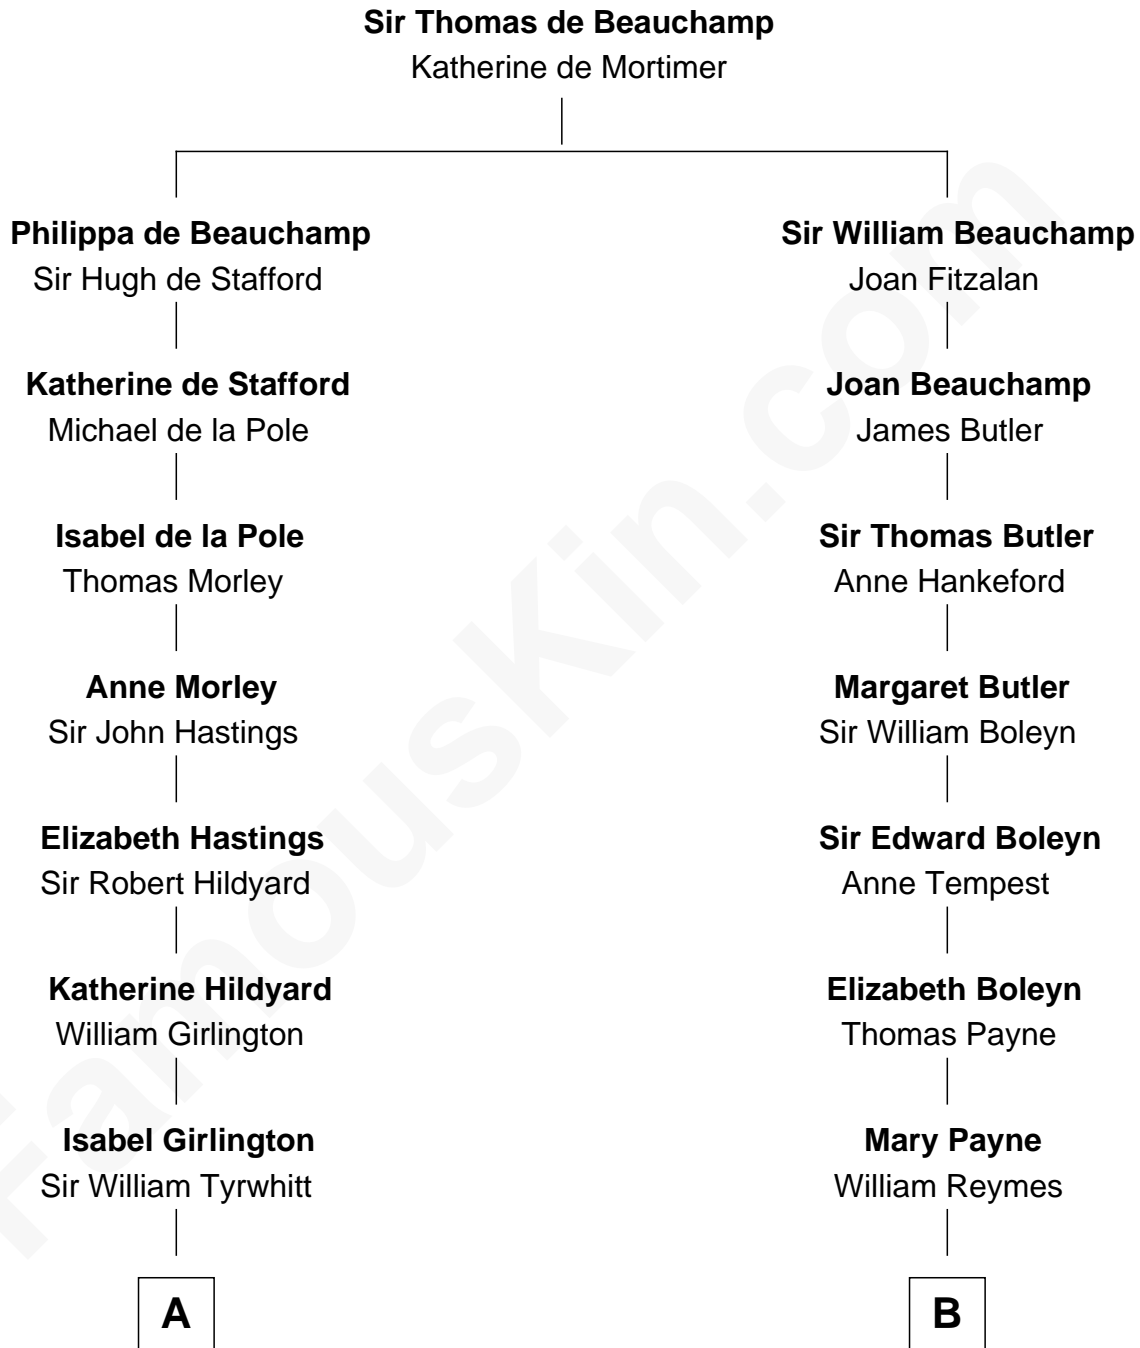 Sir Thomas de Beauchamp
Katherine de Mortimer
Philippa de Beauchamp
Sir Hugh de Stafford
Sir William Beauchamp
Joan Fitzalan
Katherine de Stafford
Michael de la Pole
Joan Beauchamp
James Butler
Isabel de la Pole
Thomas Morley
Sir Thomas Butler
Anne Hankeford
Anne Morley
Sir John Hastings
Margaret Butler
Sir William Boleyn
Elizabeth Hastings
Sir Robert Hildyard
Sir Edward Boleyn
Anne Tempest
Katherine Hildyard
William Girlington
Elizabeth Boleyn
Thomas Payne
Isabel Girlington
Sir William Tyrwhitt
Mary Payne
William Reymes
A
B
FamousKin.com